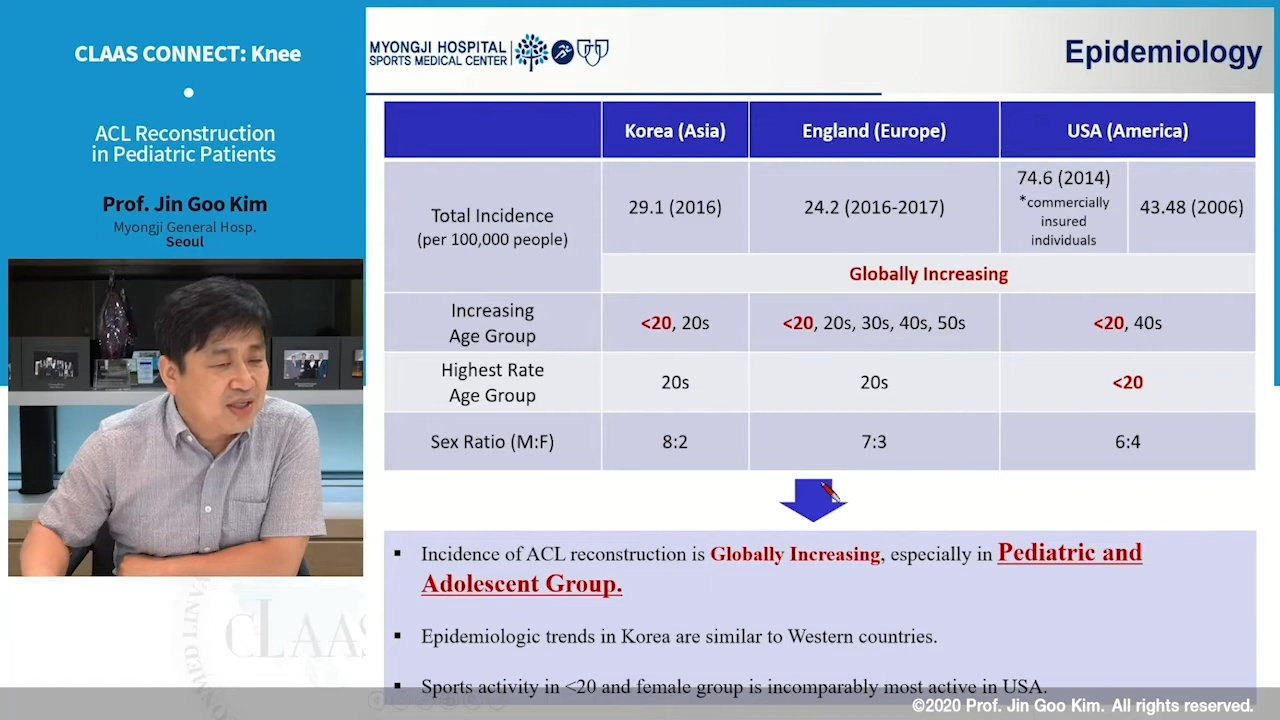 CLAAS CONNECT: Knee
ACL Reconstruction
in Pediatric Patients
Prof. Jin Goo Kim
Myongji General Hosp.
Seoul
MYONGJI HOSPITAL
SPORTS MEDICAL CENTER
Epidemiology
Korea (Asia) England (Europe) USA (America)
Total Incidence
(per 100,000 people)
29.1 (2016) 24.2 (2016-2017)
74.6 (2014)
*commercially
insured
individuals
43.48 (2006)
Globally Increasing
Increasing
Age Group
<20, 20s <20, 20s, 30s, 40s, 50s <20, 40s
Highest Rate
Age Group
20s 20s <20
Sex Ratio (M:F) 8:2 7:3 6:4
▪ Incidence of ACL reconstruction is Globally Increasing, especially in Pediatric and
Adolescent Group.
▪ Epidemiologic trends in Korea are similar to Western countries.
▪ Sports activity in <20 and female group is incomparably most active in USA.
CLAAS
©2020 Prof. Jin Goo Kim. All rights reserved.